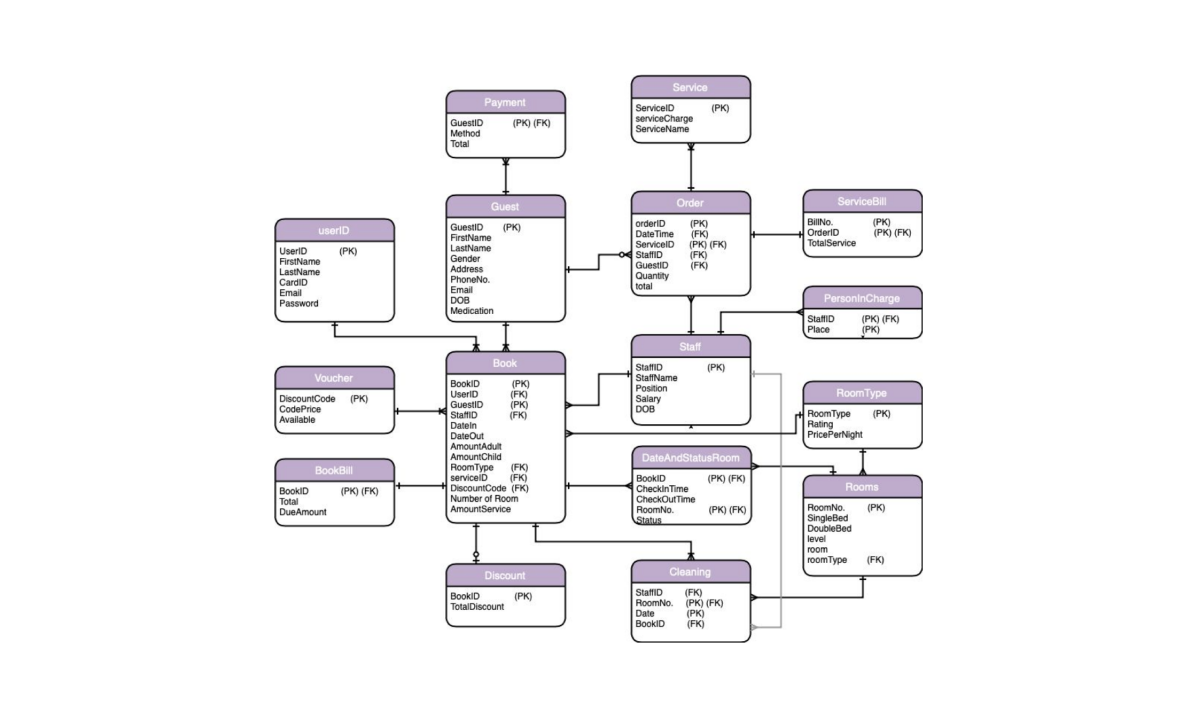 Payment
GuestID (PK) (FK)
Method
Total
Service
ServiceID (PK)
serviceCharge
ServiceName
userID
UserID (PK)
FirstName
LastName
CardID
Email
Password
Guest
GuestID (PK)
FirstName
LastName
Gender
Address
PhoneNo.
Email
DOB
Medication
Order
orderID (PK)
DateTime (FK)
ServiceID (PK) (FK)
StaffID (FK)
GuestID (FK)
Quantity
total
ServiceBill
BillNo. (PK)
OrderID (PK) (FK)
TotalService
PersonInCharge
StaffID (PK) (FK)
Place (PK)
Voucher
DiscountCode (PK)
CodePrice
Available
Book
BookID (PK)
UserID (FK)
GuestID (PK)
StaffID (FK)
DateIn
DateOut
AmountAdult
AmountChild
RoomType (FK)
serviceID (FK)
DiscountCode (FK)
Number of Room
AmountService
Staff
StaffID (PK)
StaffName
Position
Salary
DOB
RoomType
RoomType (PK)
Rating
PricePerNight
BookBill
BookID (PK) (FK)
Total
DueAmount
DateAndStatusRoom
BookID (PK) (FK)
CheckInTime
CheckOutTime
RoomNo. (PK) (FK)
Status
Rooms
RoomNo. (PK)
SingleBed
DoubleBed
level
room
roomType (FK)
Discount
BookID (PK)
TotalDiscount
Cleaning
StaffID (FK)
RoomNo. (PK) (FK)
Date (PK)
BookID (FK)